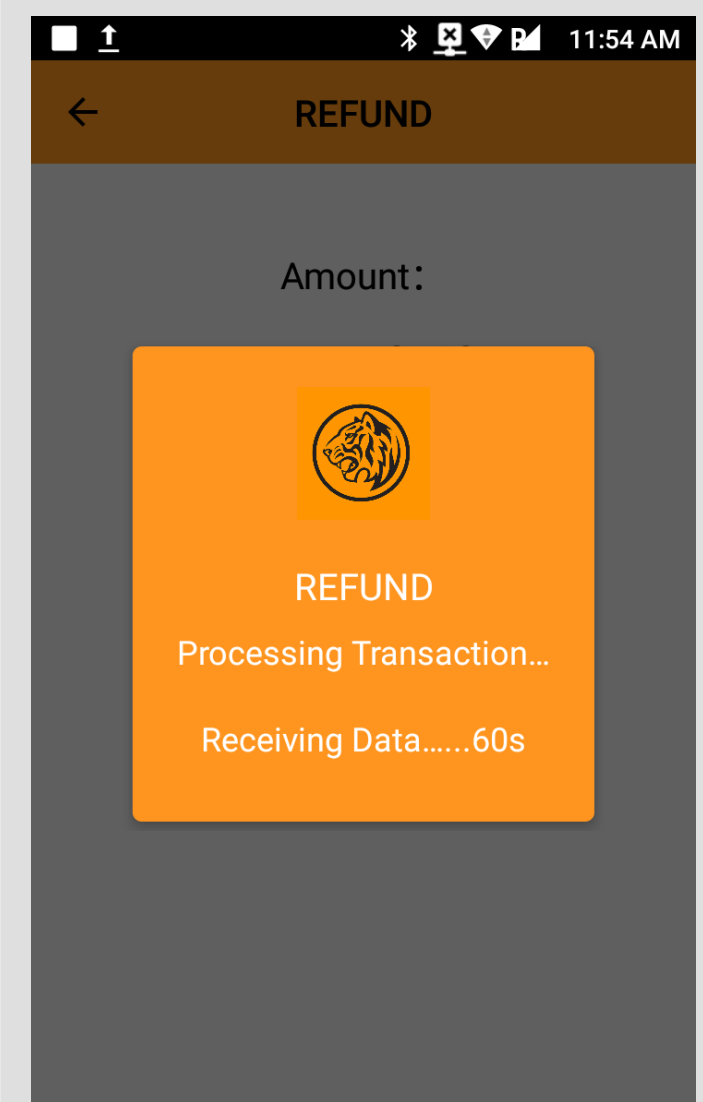 11:54 AM
REFUND
Amount:
REFUND
Processing Transaction...
Receiving Data......60s